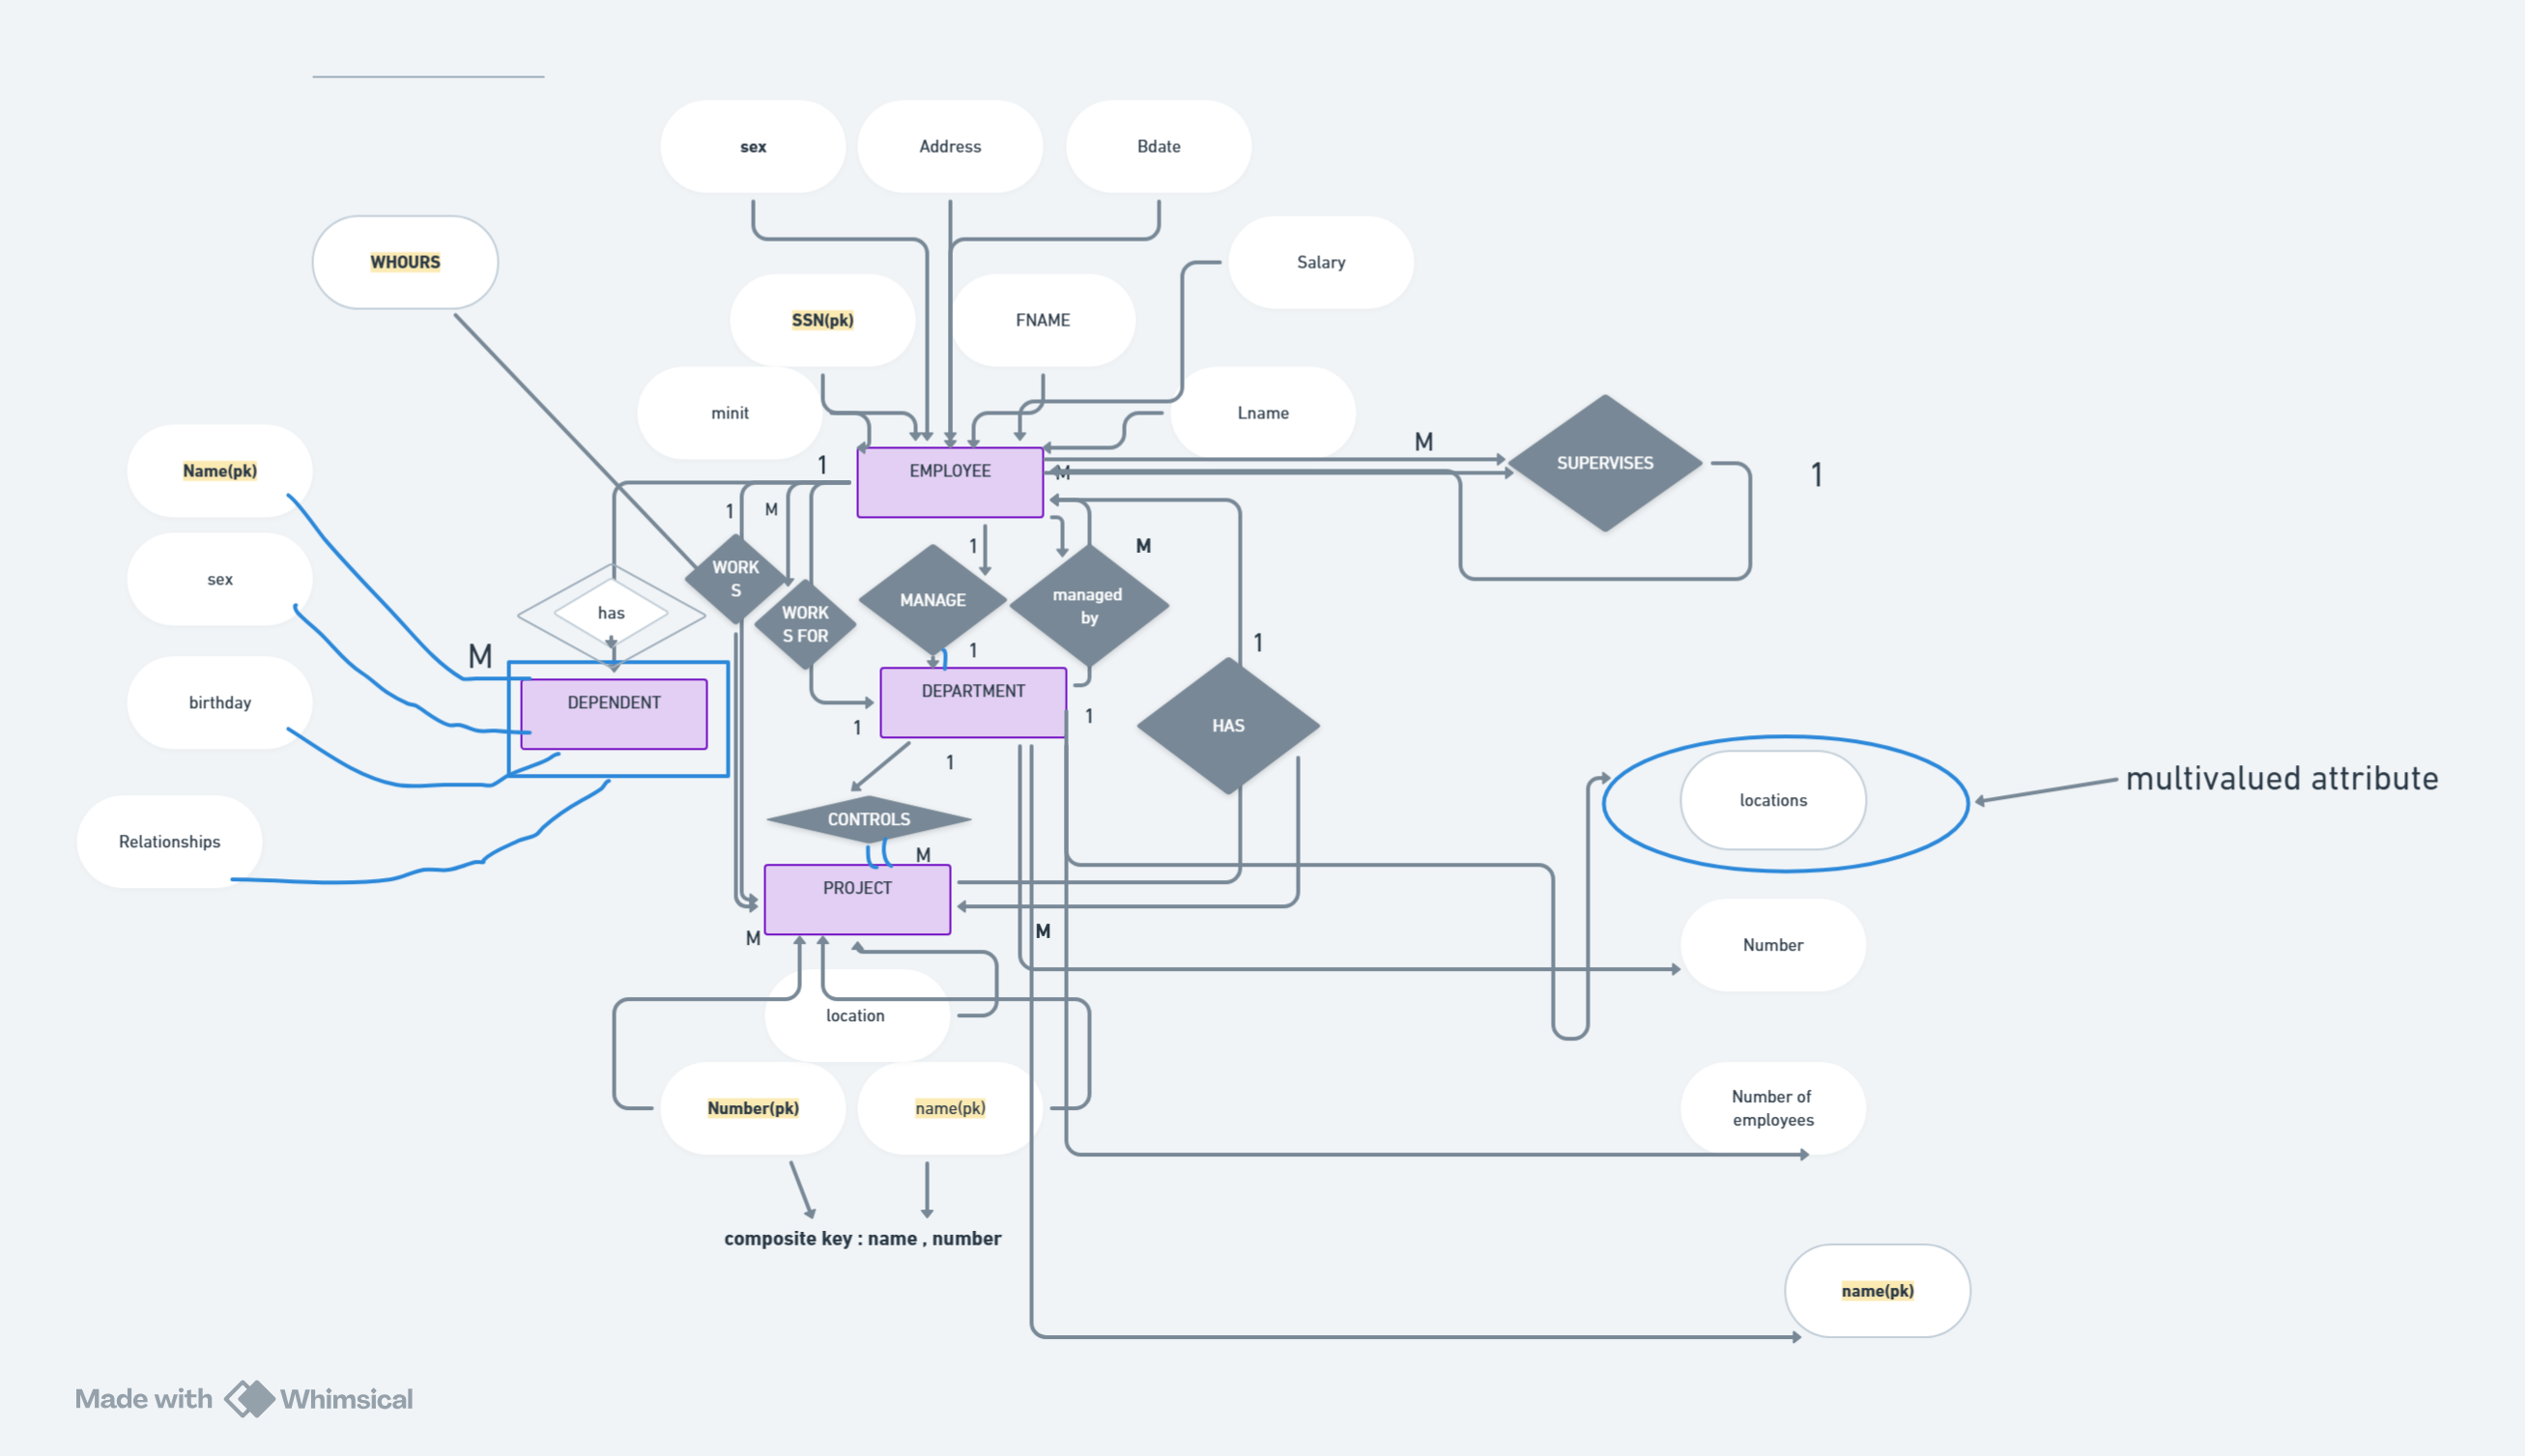 sex
Address
Bdate
WHOURS
Salary
SSN(pk)
FNAME
minit
Lname
M
SUPERVISES
1
Name(pk)
1
EMPLOYEE
M
1
M
1
M
sex
WORK
S
has
WORK
S FOR
MANAGE
managed
by
1
1
M
birthday
DEPENDENT
DEPARTMENT
1
1
HAS
1
multivalued attribute
locations
CONTROLS
Relationships
M
PROJECT
M
M
Number
location
Number(pk)
name(pk)
Number of
employees
composite key : name , number
name(pk)
Made with Whimsical